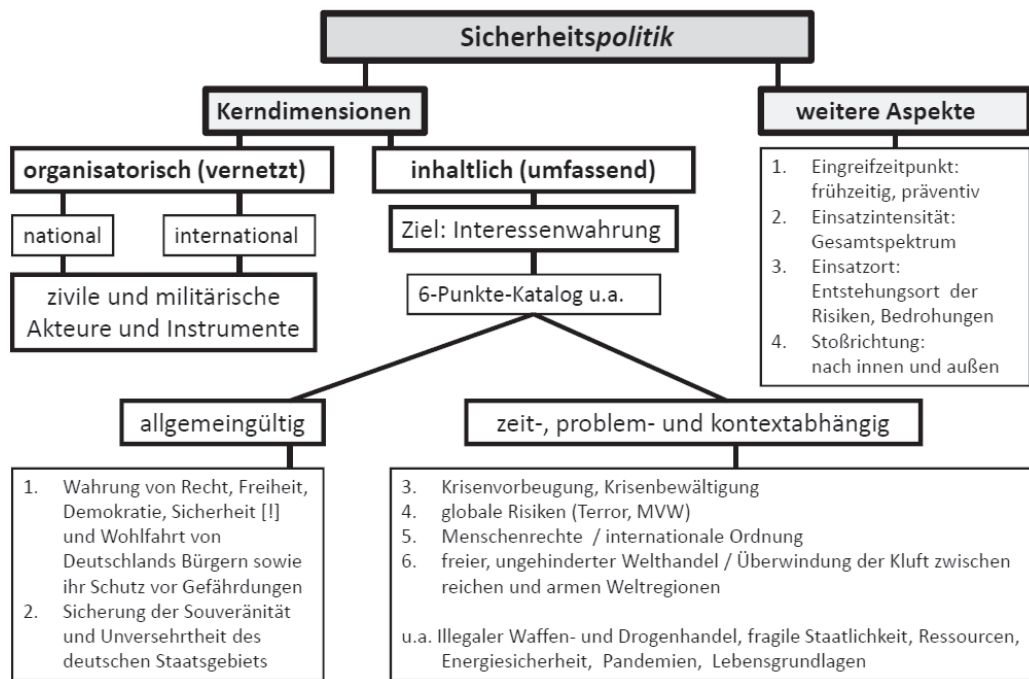 Sicherheitspolitik
Kerndimensionen
weitere Aspekte
organisatorisch (vernetzt)
inhaltlich (umfassend)
national
international
Ziel: Interessenwahrung
zivile und militärische
Akteure und Instrumente
6-Punkte-Katalog u.a.
1. Eingreifzeitpunkt:
frühzeitig, präventiv
2. Einsatzintensität:
Gesamtspektrum
3. Einsatzort:
Entstehungsort der
Risiken, Bedrohungen
4. Stoßrichtung:
nach innen und außen
allgemeingültig
zeit-, problem- und kontextabhängig
1. Wahrung von Recht, Freiheit,
Demokratie, Sicherheit [!]
und Wohlfahrt von
Deutschlands Bürgern sowie
ihr Schutz vor Gefährdungen
2. Sicherung der Souveränität
und Unversehrtheit des
deutschen Staatsgebiets
3. Krisenvorbeugung, Krisenbewältigung
4. globale Risiken (Terror, MVW)
5. Menschenrechte / internationale Ordnung
6. freier, ungehinderter Welthandel / Überwindung der Kluft zwischen
reichen und armen Weltregionen
u.a. Illegaler Waffen- und Drogenhandel, fragile Staatlichkeit, Ressourcen,
Energiesicherheit, Pandemien, Lebensgrundlagen